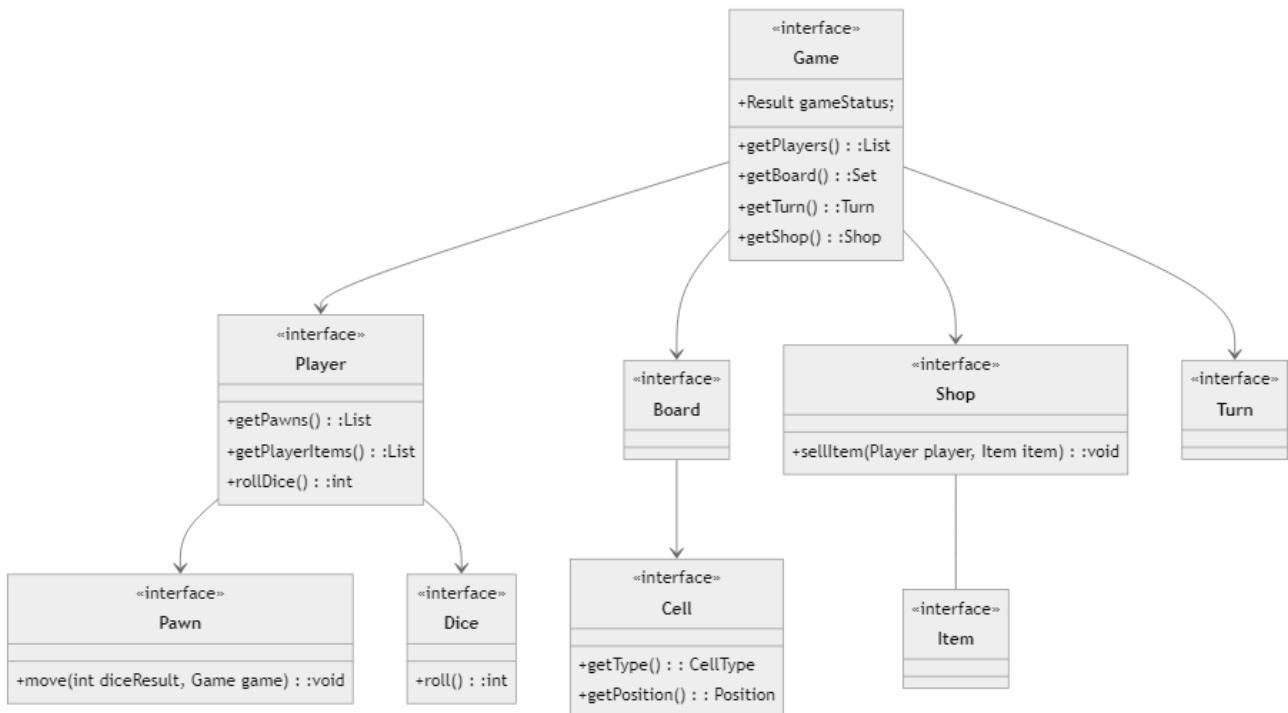 «interface»
Game
+Result gameStatus;
+getPlayers() : :List
+getBoard() : :Set
+getTurn() : :Turn
+getShop() : :Shop
«interface»
Player
+getPawns() : :List
+getPlayerItems() : :List
+rollDice() : :int
«interface»
Board
«interface»
Shop
+sellItem(Player player, Item item) : :void
«interface»
Turn
«interface»
Pawn
+move(int diceResult, Game game) : :void
«interface»
Dice
+roll() : :int
«interface»
Cell
+getType() : : CellType
+getPosition() : : Position
«interface»
Item